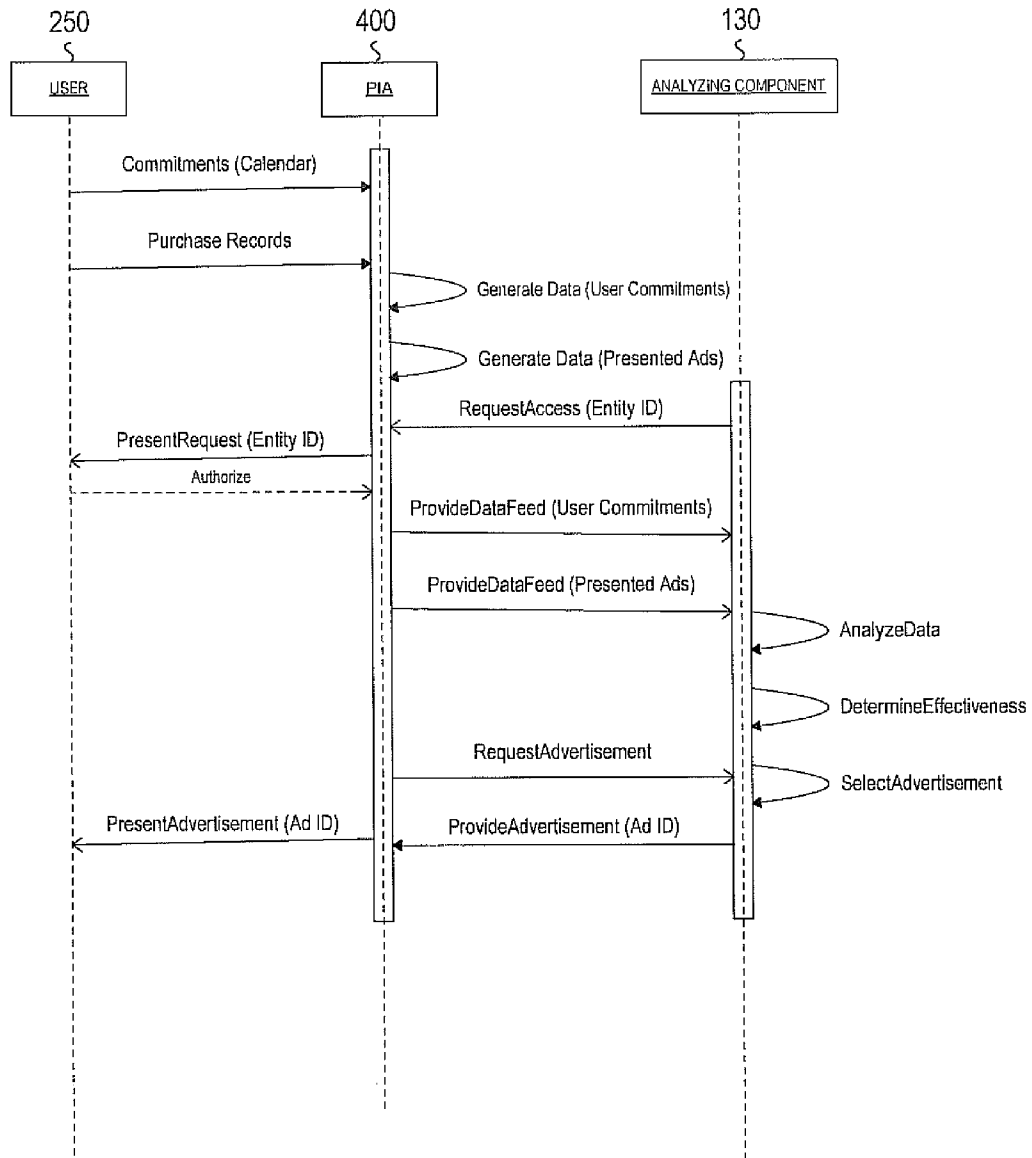 250
400
130
USER
PIA
ANALYZING COMPONENT
Commitments (Calendar)
Purchase Records
Generate Data (User Commitments)
Generate Data (Presented Ads)
RequestAccess (Entity ID)
PresentRequest (Entity ID)
Authorize
ProvideDataFeed (User Commitments)
ProvideDataFeed (Presented Ads)
AnalyzeData
DetermineEffectiveness
RequestAdvertisement
SelectAdvertisement
PresentAdvertisement (Ad ID)
ProvideAdvertisement (Ad ID)